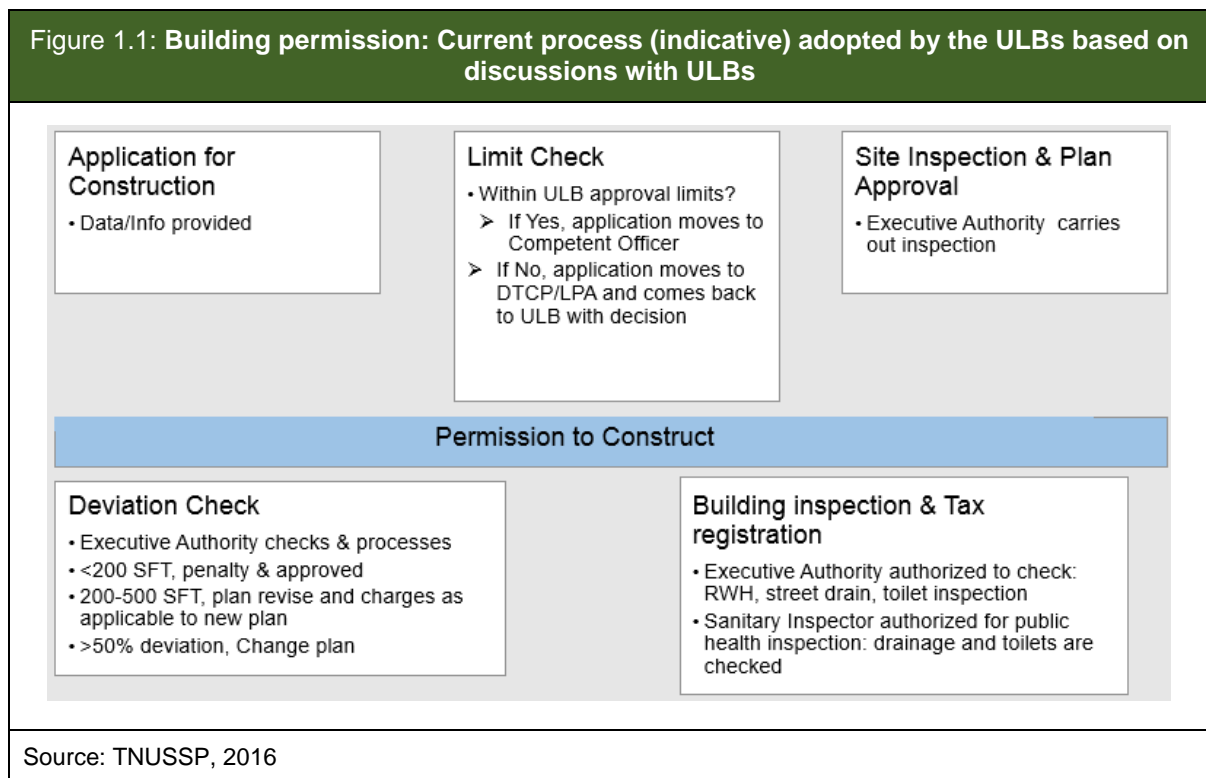 Figure 1.1: Building permission: Current process (indicative) adopted by the ULBs based on
discussions with ULBs
Application for
Construction
• Data/Info provided
Limit Check
• Within ULB approval limits?
➤ If Yes, application moves to
Competent Officer
➤ If No, application moves to
DTCP/LPA and comes back
to ULB with decision
Site Inspection & Plan
Approval
• Executive Authority carries
out inspection
Permission to Construct
Deviation Check
• Executive Authority checks & processes
• <200 SFT, penalty & approved
• 200-500 SFT, plan revise and charges as
applicable to new plan
• >50% deviation, Change plan
Building inspection & Tax
registration
• Executive Authority authorized to check:
RWH, street drain, toilet inspection
• Sanitary Inspector authorized for public
health inspection: drainage and toilets are
checked
Source: TNUSSP, 2016